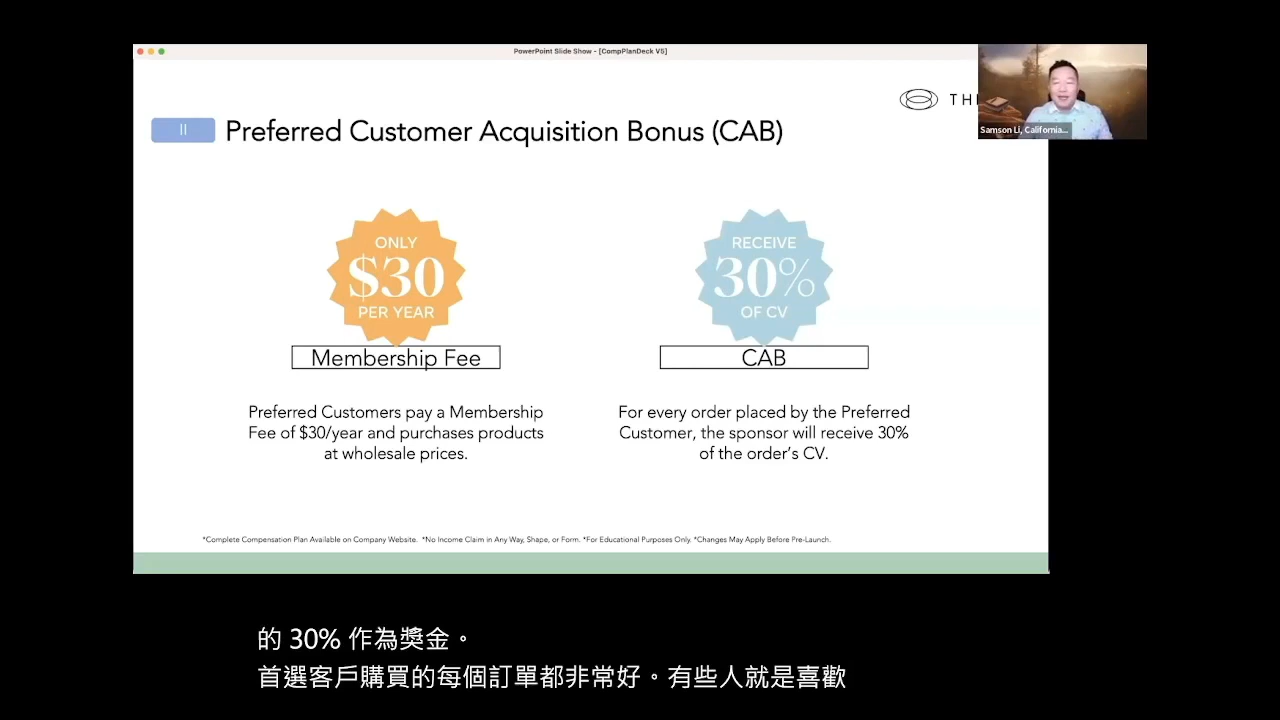 PowerPoint Slide Show - [CompPlanDeck V5]
THE
Samson Li, California...
II
Preferred Customer Acquisition Bonus (CAB)
ONLY
$30
PER YEAR
Membership Fee
Preferred Customers pay a Membership
Fee of $30/year and purchases products
at wholesale prices.
RECEIVE
30%
OF CV
CAB
For every order placed by the Preferred
Customer, the sponsor will receive 30%
of the order’s CV.
*Complete Compensation Plan Available on Company Website. *No Income Claim in Any Way, Shape, or Form. *For Educational Purposes Only. *Changes May Apply Before Pre-Launch.
的 30% 作為獎金。
首選客戶購買的每個訂單都非常好。有些人就是喜歡